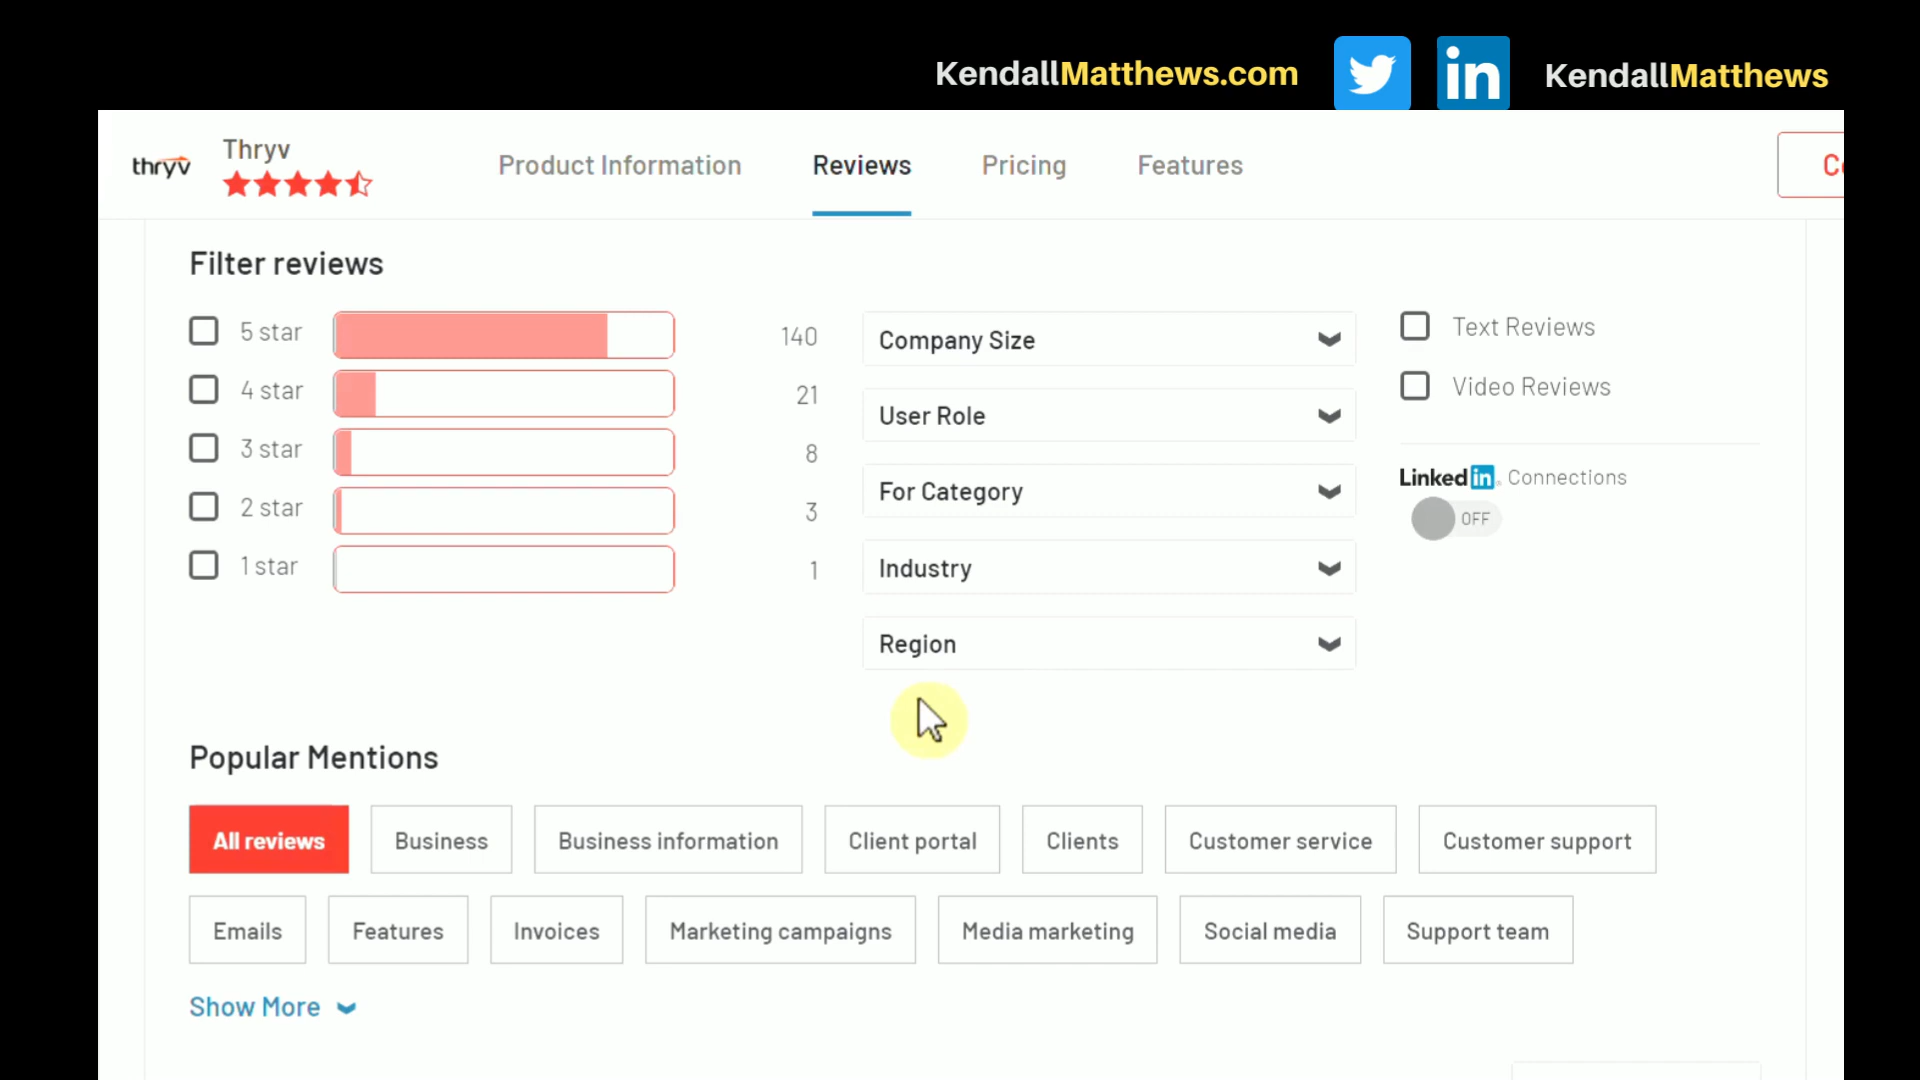 KendallMatthews.com
in
KendallMatthews
thryv
Thryv
Product Information
Reviews
Pricing
Features
Filter reviews
5 star
140
4 star
21
3 star
8
2 star
3
1 star
1
Company Size
User Role
For Category
Industry
Region
Text Reviews
Video Reviews
Linkedin Connections
OFF
Popular Mentions
All reviews
Business
Business information
Client portal
Clients
Customer service
Customer support
Emails
Features
Invoices
Marketing campaigns
Media marketing
Social media
Support team
Show More